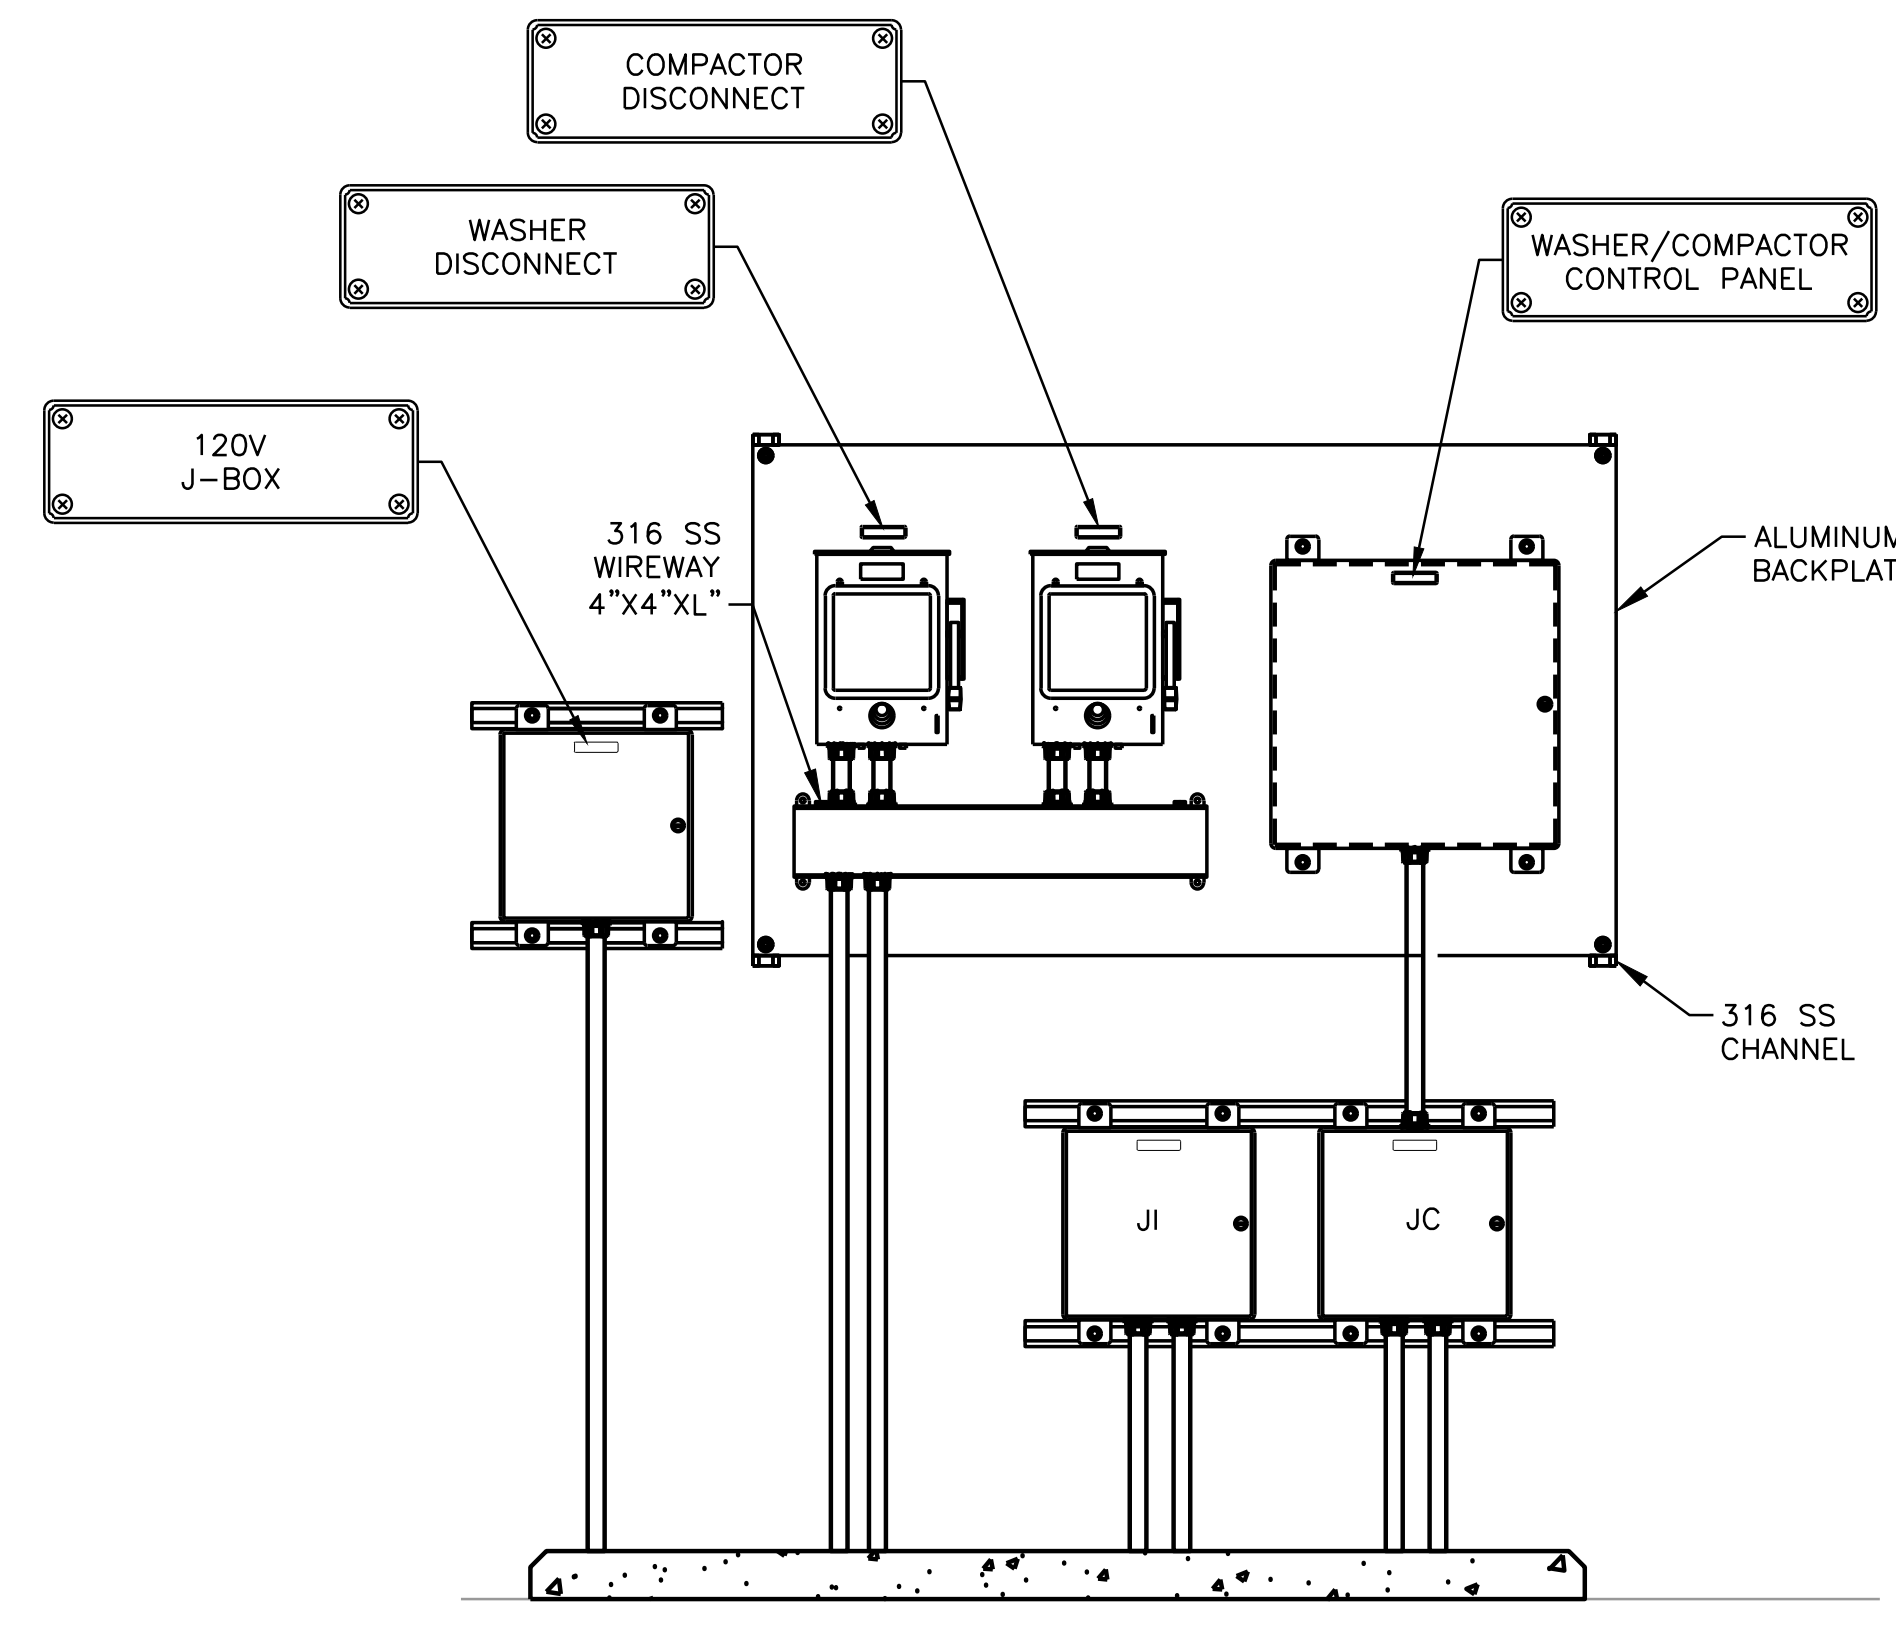 COMPACTOR
DISCONNECT
WASHER
DISCONNECT
WASHER/COMPACTOR
CONTROL PANEL
120V
J-BOX
316 SS
WIREWAY
4"X4"XL"
ALUMINUM
BACKPLAT
316 SS
CHANNEL
JI
JC